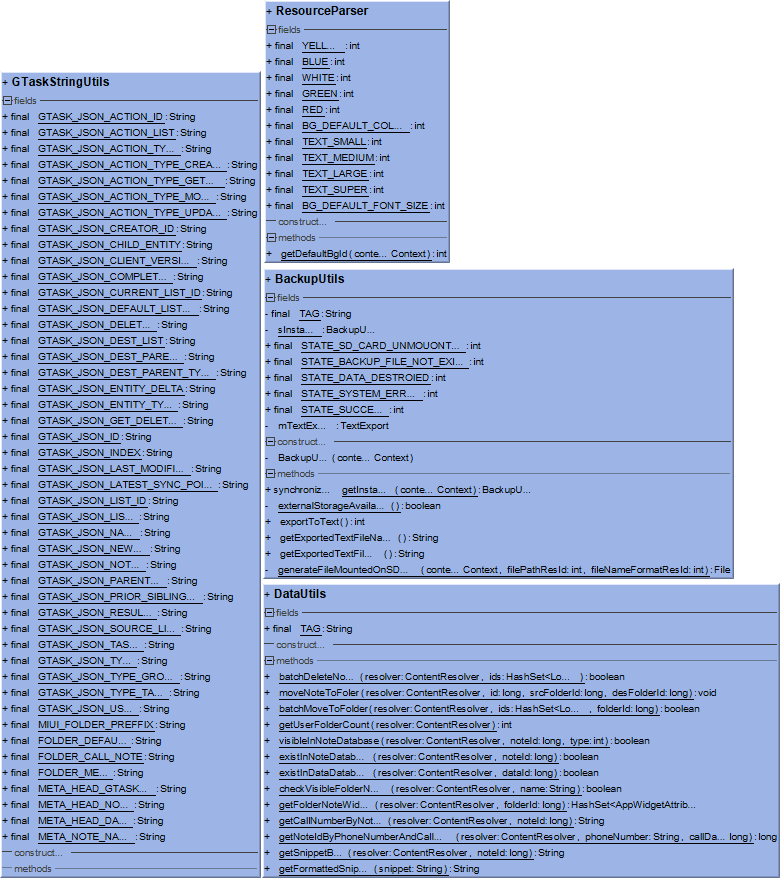 + GTaskStringUtils
fields
+ final GTASK_JSON_ACTION_ID : String
+ final GTASK_JSON_ACTION_LIST : String
+ final GTASK_JSON_ACTION_TY... : String
+ final GTASK_JSON_ACTION_TYPE_CREA... : String
+ final GTASK_JSON_ACTION_TYPE_GET... : String
+ final GTASK_JSON_ACTION_TYPE_MO... : String
+ final GTASK_JSON_ACTION_TYPE_UPDA... : String
+ final GTASK_JSON_CREATOR_ID : String
+ final GTASK_JSON_CHILD_ENTITY : String
+ final GTASK_JSON_CLIENT_VERSI... : String
+ final GTASK_JSON_COMPLET... : String
+ final GTASK_JSON_CURRENT_LIST_ID : String
+ final GTASK_JSON_DEFAULT_LIST... : String
+ final GTASK_JSON_DELET... : String
+ final GTASK_JSON_DEST_LIST : String
+ final GTASK_JSON_DEST_PARE... : String
+ final GTASK_JSON_DEST_PARENT_TY... : String
+ final GTASK_JSON_ENTITY_DELTA : String
+ final GTASK_JSON_ENTITY_TY... : String
+ final GTASK_JSON_GET_DELET... : String
+ final GTASK_JSON_ID : String
+ final GTASK_JSON_INDEX : String
+ final GTASK_JSON_LAST_MODIFI... : String
+ final GTASK_JSON_LATEST_SYNC_POI... : String
+ final GTASK_JSON_LIST_ID : String
+ final GTASK_JSON_LIS... : String
+ final GTASK_JSON_NA... : String
+ final GTASK_JSON_NEW... : String
+ final GTASK_JSON_NOT... : String
+ final GTASK_JSON_PARENT... : String
+ final GTASK_JSON_PRIOR_SIBLING... : String
+ final GTASK_JSON_RESUL... : String
+ final GTASK_JSON_SOURCE_LI... : String
+ final GTASK_JSON_TAS... : String
+ final GTASK_JSON_TY... : String
+ final GTASK_JSON_TYPE_GRO... : String
+ final GTASK_JSON_TYPE_TA... : String
+ final GTASK_JSON_US... : String
+ final MIUI_FOLDER_PREFFIX : String
+ final FOLDER_DEFAU... : String
+ final FOLDER_CALL_NOTE : String
+ final FOLDER_ME... : String
+ final META_HEAD_GTASK... : String
+ final META_HEAD_NO... : String
+ final META_HEAD_DA... : String
+ final META_NOTE_NA... : String
construct...
methods
+ ResourceParser
fields
+ final YELL... : int
+ final BLUE : int
+ final WHITE : int
+ final GREEN : int
+ final RED : int
+ final BG_DEFAULT_COL... : int
+ final TEXT_SMALL : int
+ final TEXT_MEDIUM : int
+ final TEXT_LARGE : int
+ final TEXT_SUPER : int
+ final BG_DEFAULT_FONT_SIZE : int
construct...
methods
+ getDefaultBgId ( conte... Context) : int
+ BackupUtils
fields
- final TAG : String
- sInsta... : BackupU...
+ final STATE_SD_CARD_UNMOUONT... : int
+ final STATE_BACKUP_FILE_NOT_EXI... : int
+ final STATE_DATA_DESTROIED : int
+ final STATE_SYSTEM_ERR... : int
+ final STATE_SUCCE... : int
- mTextEx... : TextExport
construct...
- BackupU... ( conte... Context)
methods
+ synchroniz... getInsta... ( conte... Context) : BackupU...
- externalStorageAvaila... () : boolean
+ exportToText() : int
+ getExportedTextFileNa... () : String
+ getExportedTextFil... () : String
- generateFileMountedOnSD... ( conte... Context, filePathResId: int, fileNameFormatResId: int) : File
+ DataUtils
fields
+ final TAG : String
construct...
methods
+ batchDeleteNo... ( resolver: ContentResolver, ids: HashSet<Lo... ) : boolean
+ moveNoteToFoler( resolver: ContentResolver, id: long, srcFolderId: long, desFolderId: long) : void
+ batchMoveToFolder( resolver: ContentResolver, ids: HashSet<Lo... , folderId: long) : boolean
+ getUserFolderCount( resolver: ContentResolver) : int
+ visibleInNoteDatabase( resolver: ContentResolver, noteId: long, type: int) : boolean
+ existInNoteDatab... ( resolver: ContentResolver, noteId: long) : boolean
+ existInDataDatab... ( resolver: ContentResolver, dataId: long) : boolean
+ checkVisibleFolderN... ( resolver: ContentResolver, name: String) : boolean
+ getFolderNoteWid... ( resolver: ContentResolver, folderId: long) : HashSet<AppWidgetAttrib...
+ getCallNumberByNot... ( resolver: ContentResolver, noteId: long) : String
+ getNoteIdByPhoneNumberAndCall... ( resolver: ContentResolver, phoneNumber: String, callDa... long) : long
+ getSnippetB... ( resolver: ContentResolver, noteId: long) : String
+ getFormattedSnip... ( snippet: String) : String